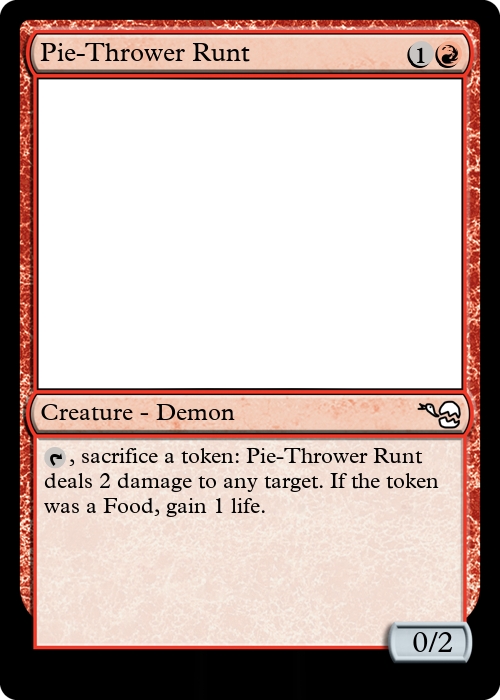 Pie-Thrower Runt 1
Creature - Demon
, sacrifice a token: Pie-Thrower Runt
deals 2 damage to any target. If the token
was a Food, gain 1 life.
0/2